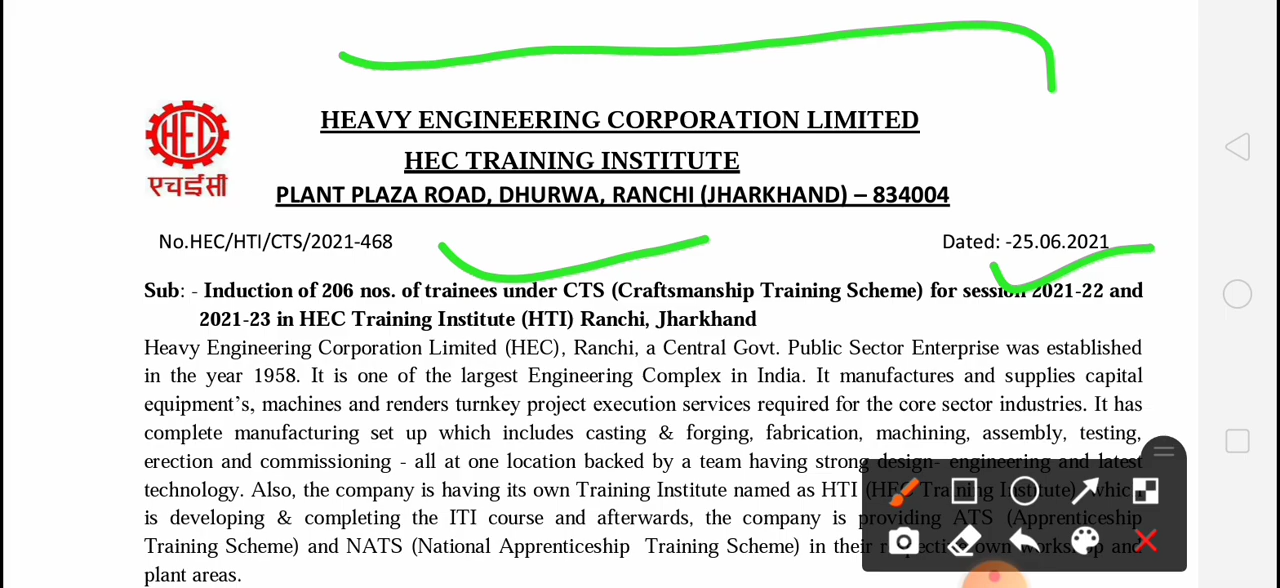 HEC
एचईसी
HEAVY ENGINEERING CORPORATION LIMITED
HEC TRAINING INSTITUTE
PLANT PLAZA ROAD, DHURWA, RANCHI (JHARKHAND) – 834004
No.HEC/HTI/CTS/2021-468 Dated: -25.06.2021
Sub: - Induction of 206 nos. of trainees under CTS (Craftsmanship Training Scheme) for session 2021-22 and
2021-23 in HEC Training Institute (HTI) Ranchi, Jharkhand
Heavy Engineering Corporation Limited (HEC), Ranchi, a Central Govt. Public Sector Enterprise was established
in the year 1958. It is one of the largest Engineering Complex in India. It manufactures and supplies capital
equipment’s, machines and renders turnkey project execution services required for the core sector industries. It has
complete manufacturing set up which includes casting & forging, fabrication, machining, assembly, testing,
erection and commissioning - all at one location backed by a team having strong design- engineering and latest
technology. Also, the company is having its own Training Institute named as HTI (HEC Training Institute) which
is developing & completing the ITI course and afterwards, the company is providing ATS (Apprenticeship
Training Scheme) and NATS (National Apprenticeship Training Scheme) in their respective own workshop and
plant areas.